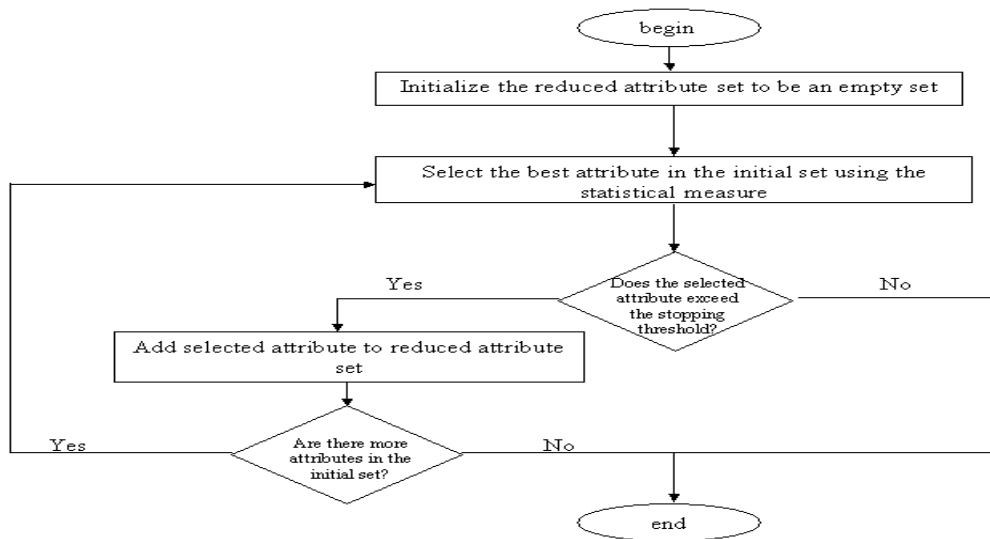 begin
Initialize the reduced attribute set to be an empty set
Select the best attribute in the initial set using the
statistical measure
Does the selected
attribute exceed
the stopping
threshold?
Yes
No
Add selected attribute to reduced attribute
set
Are there more
attributes in the
initial set?
Yes
No
end